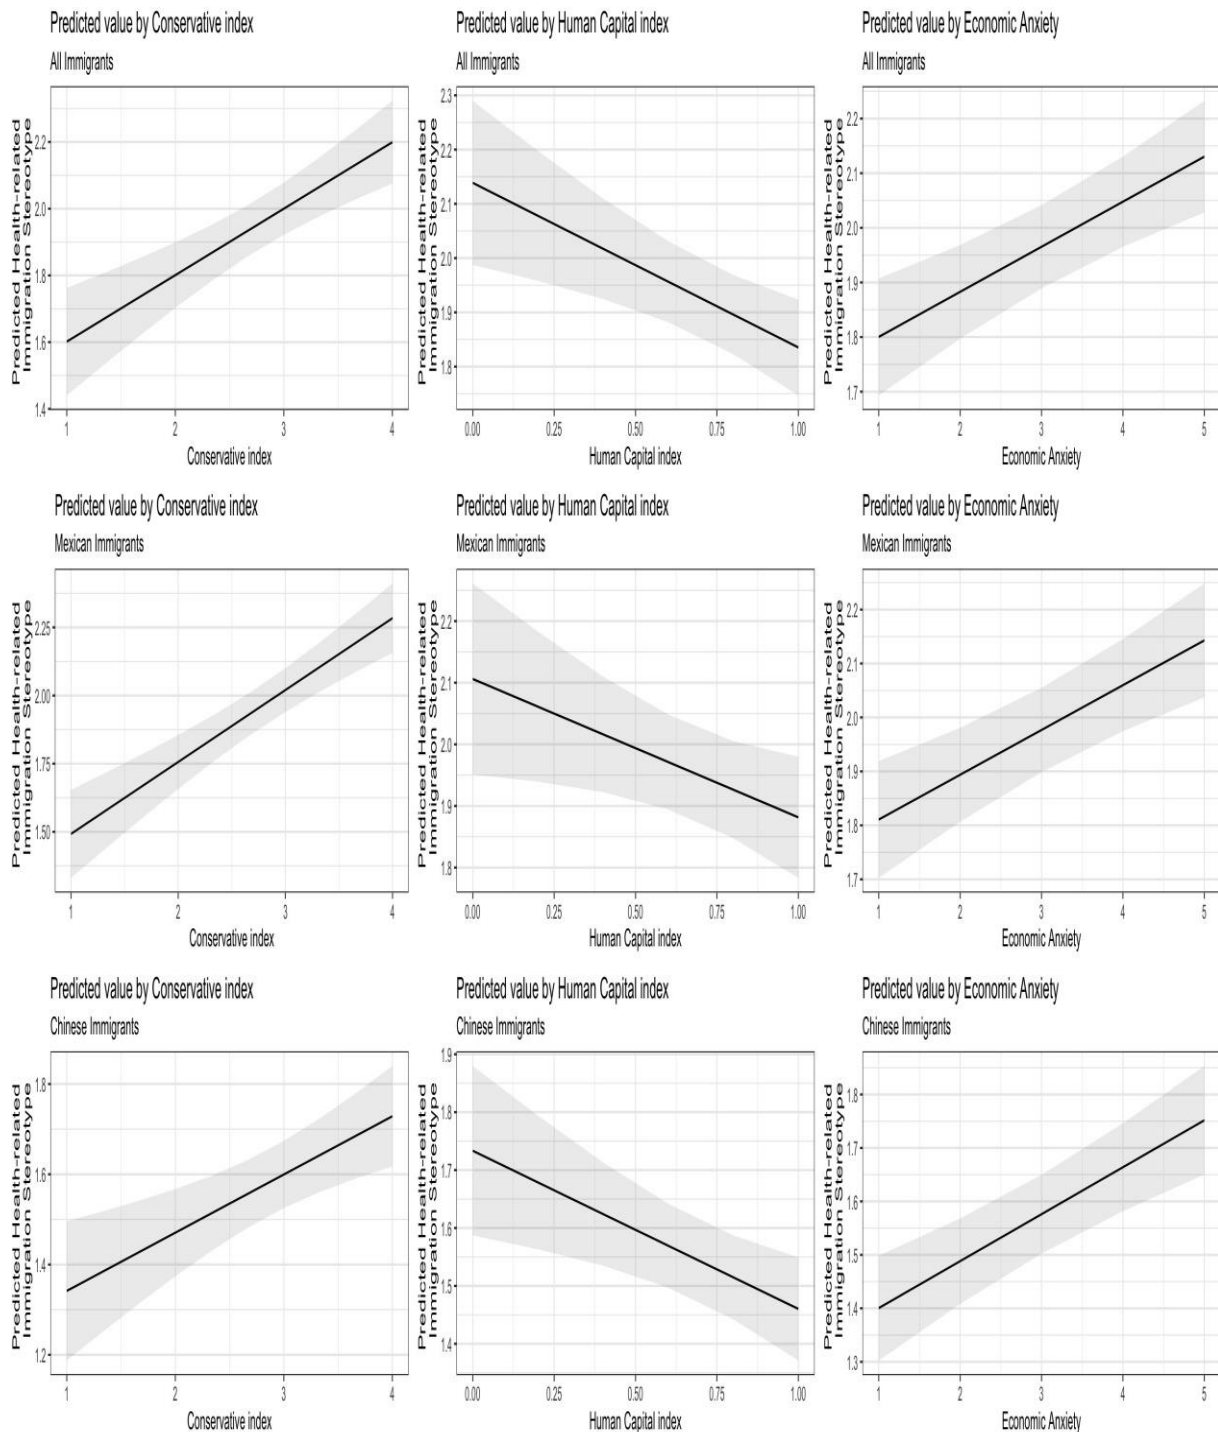 Predicted value by Conservative index
All Immigrants
Predicted Health-related
Immigration Stereotype
2.2
2.0
1.8
1.6
1.4
1 2 3 4
Conservative index
Predicted value by Human Capital index
All Immigrants
Predicted Health-related
Immigration Stereotype
2.3
2.2
2.1
2.0
1.9
1.8
0.00 0.25 0.50 0.75 1.00
Human Capital index
Predicted value by Economic Anxiety
All Immigrants
Predicted Health-related
Immigration Stereotype
2.2
2.1
2.0
1.9
1.8
1.7
1 2 3 4 5
Economic Anxiety
Predicted value by Conservative index
Mexican Immigrants
Predicted Health-related
Immigration Stereotype
2.25
2.00
1.75
1.50
1 2 3 4
Conservative index
Predicted value by Human Capital index
Mexican Immigrants
Predicted Health-related
Immigration Stereotype
2.2
2.1
2.0
1.9
1.8
0.00 0.25 0.50 0.75 1.00
Human Capital index
Predicted value by Economic Anxiety
Mexican Immigrants
Predicted Health-related
Immigration Stereotype
2.2
2.1
2.0
1.9
1.8
1.7
1 2 3 4 5
Economic Anxiety
Predicted value by Conservative index
Chinese Immigrants
Predicted Health-related
Immigration Stereotype
1.8
1.6
1.4
1.2
1 2 3 4
Conservative index
Predicted value by Human Capital index
Chinese Immigrants
Predicted Health-related
Immigration Stereotype
1.9
1.8
1.7
1.6
1.5
1.4
0.00 0.25 0.50 0.75 1.00
Human Capital index
Predicted value by Economic Anxiety
Chinese Immigrants
Predicted Health-related
Immigration Stereotype
1.8
1.7
1.6
1.5
1.4
1.3
1 2 3 4 5
Economic Anxiety